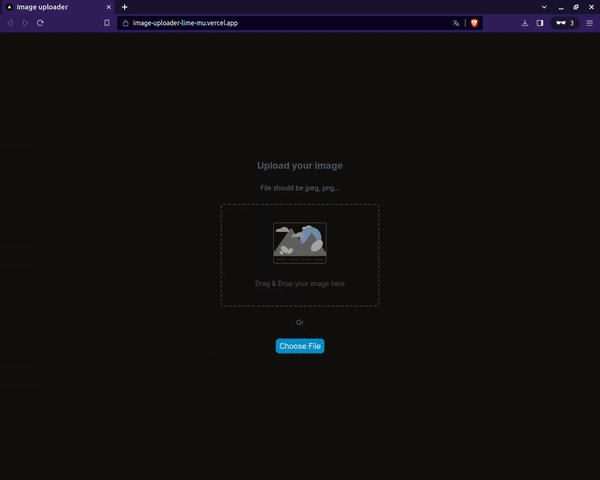 Image uploader
image-uploader-lime-mu.vercel.app
3
Upload your image
File should be jpeg, png...
Drag & Drop your image here
Or
Choose File